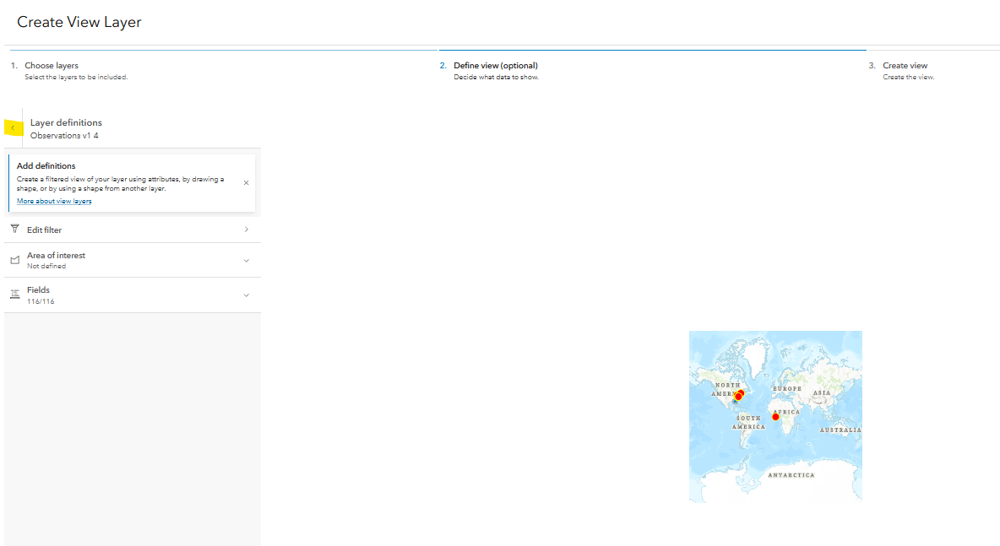 Create View Layer
1. Choose layers
Select the layers to be included.
2. Define view (optional)
Decide what data to show.
3. Create view
Create the view.
Layer definitions
Observations v1 4
Add definitions
Create a filtered view of your layer using attributes, by drawing a
shape, or by using a shape from another layer.
More about view layers
Edit filter
Area of interest
Not defined
Fields
116/116
NORTH
AMER
EUROPE
ASIA
AFRICA
SOUTH
AMERICA
AUSTRALIA
ANTARCTICA